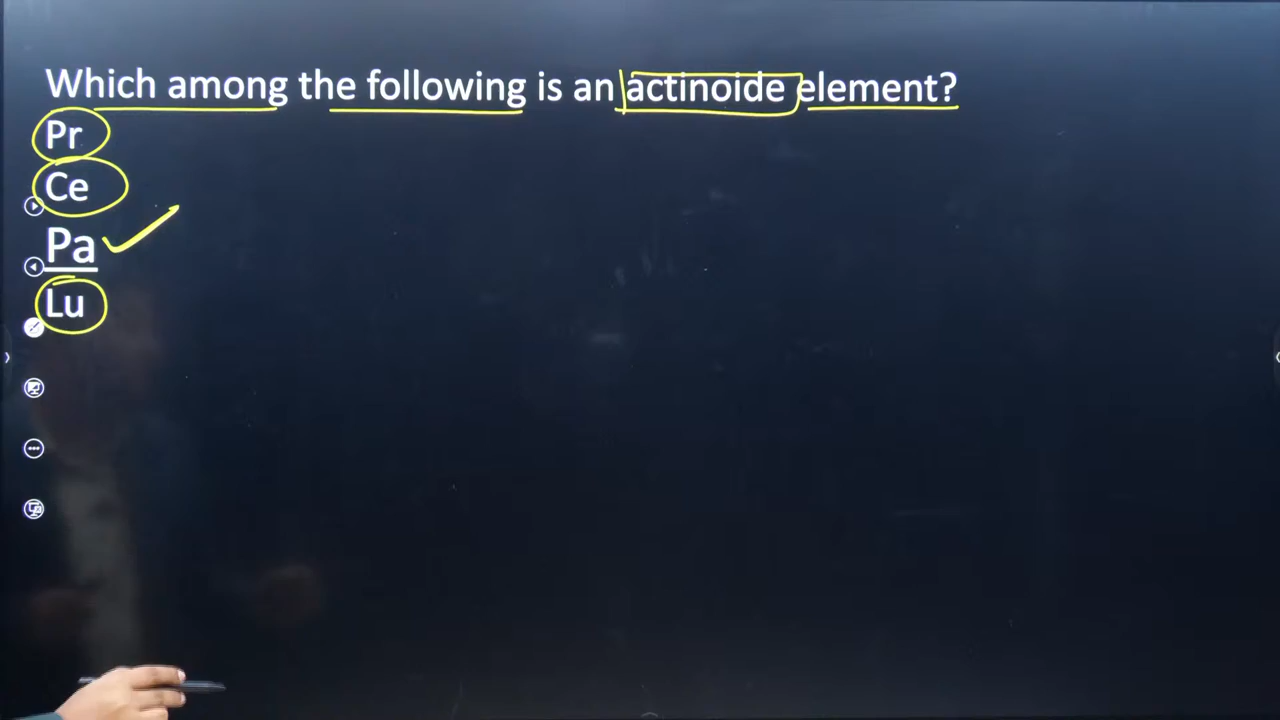 Which among the following is an actinoide element?
Pr
Ce
Pa
Lu